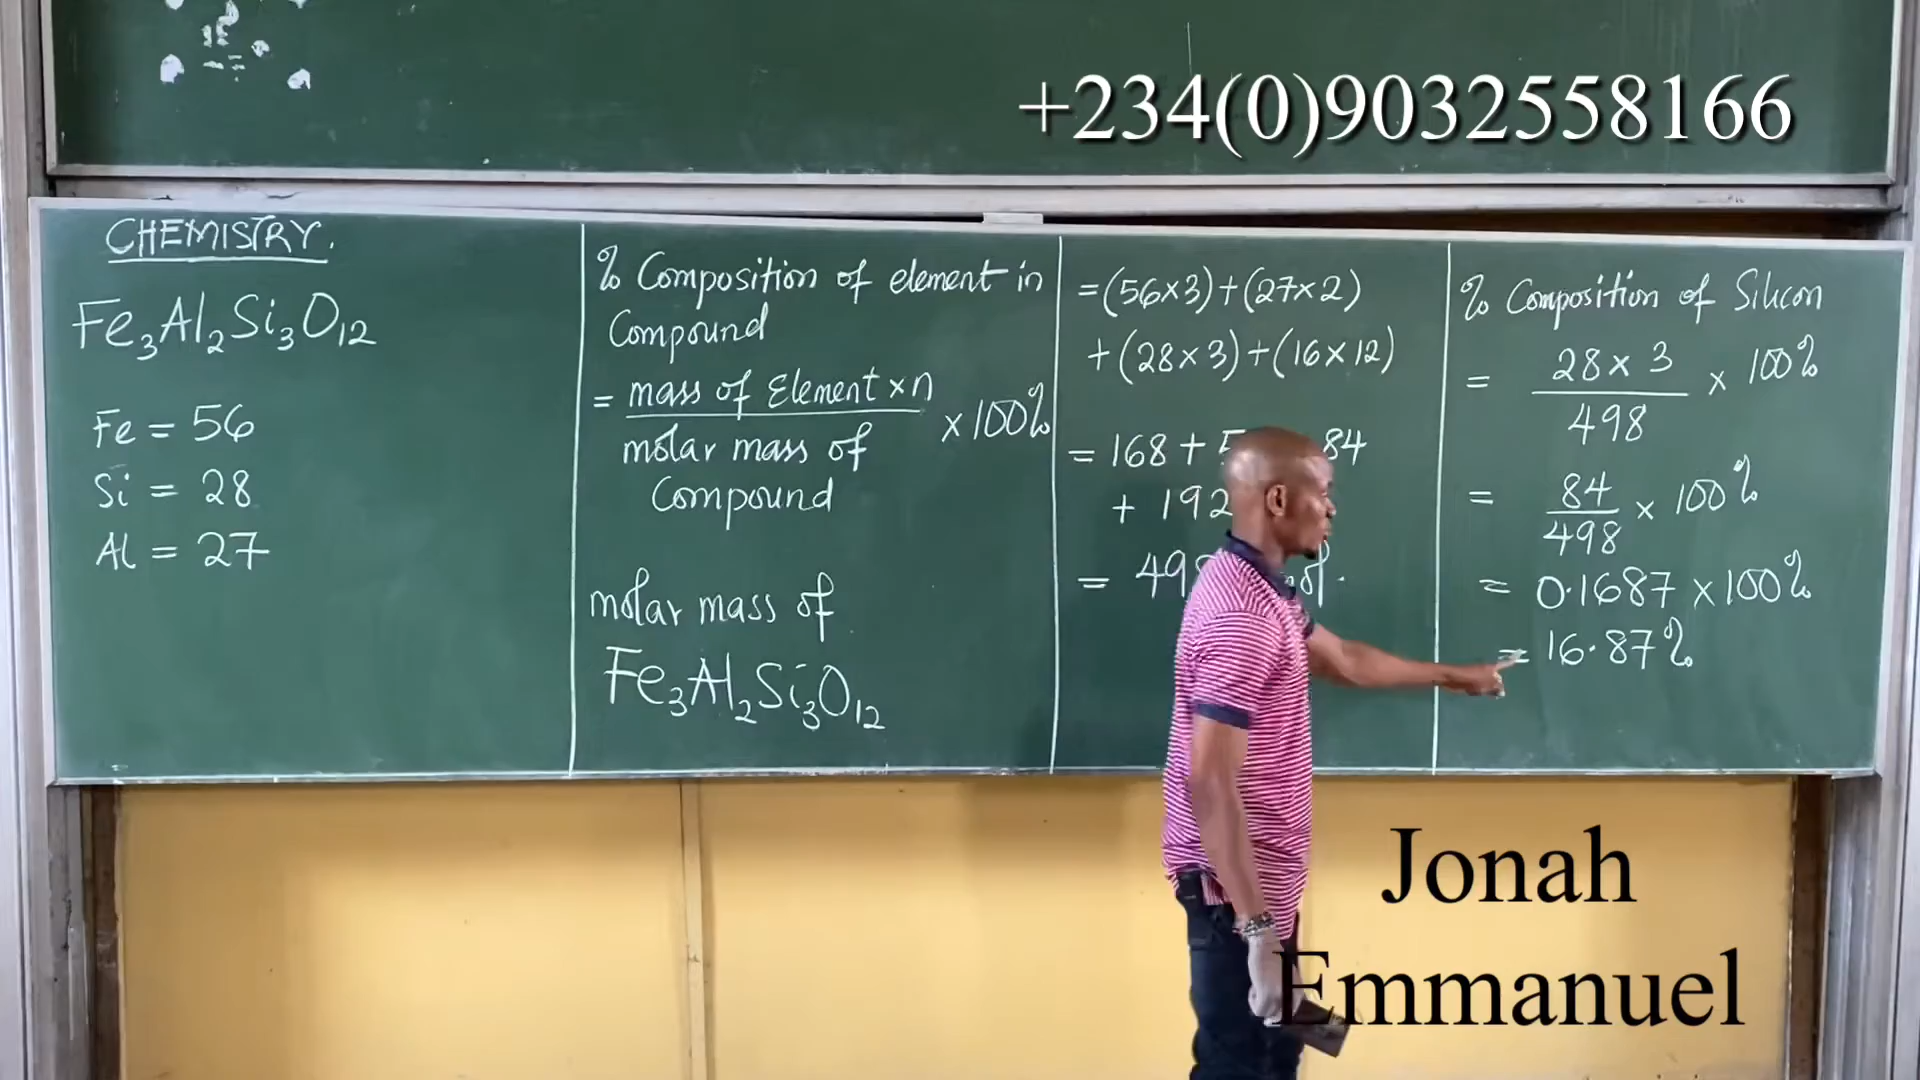 +234(0)9032558166
CHEMISTRY.
Fe₃Al₂Si₃O₁₂
Fe = 56
Si = 28
Al = 27
% Composition of element in
Compound
= mass of Element × n
× 100%
molar mass of
Compound
molar mass of
Fe₃Al₂Si₃O₁₂
= (56×3) + (27×2)
+ (28×3) + (16×12)
= 168 + 84
+ 192
=
% Composition of Silicon
= 28 × 3 × 100%
498
= 84 × 100%
498
= 0.1687 × 100%
= 16.87%
Jonah
Emmanuel